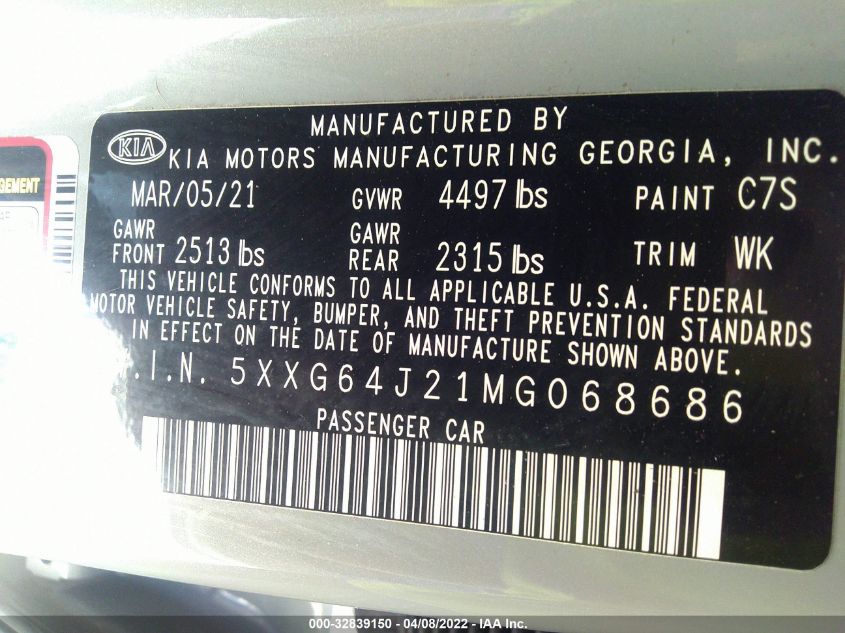 MANUFACTURED BY
KIA KIA MOTORS MANUFACTURING GEORGIA, INC.
MAR/05/21 GVWR 4497 lbs PAINT C7S
GAWR FRONT 2513 lbs GAWR REAR 2315 lbs TRIM WK
THIS VEHICLE CONFORMS TO ALL APPLICABLE U.S.A. FEDERAL
MOTOR VEHICLE SAFETY, BUMPER, AND THEFT PREVENTION STANDARDS
IN EFFECT ON THE DATE OF MANUFACTURE SHOWN ABOVE.
.I.N. 5XXG64J21MG068686
PASSENGER CAR
000-32839150 - 04/08/2022 - IAA Inc.